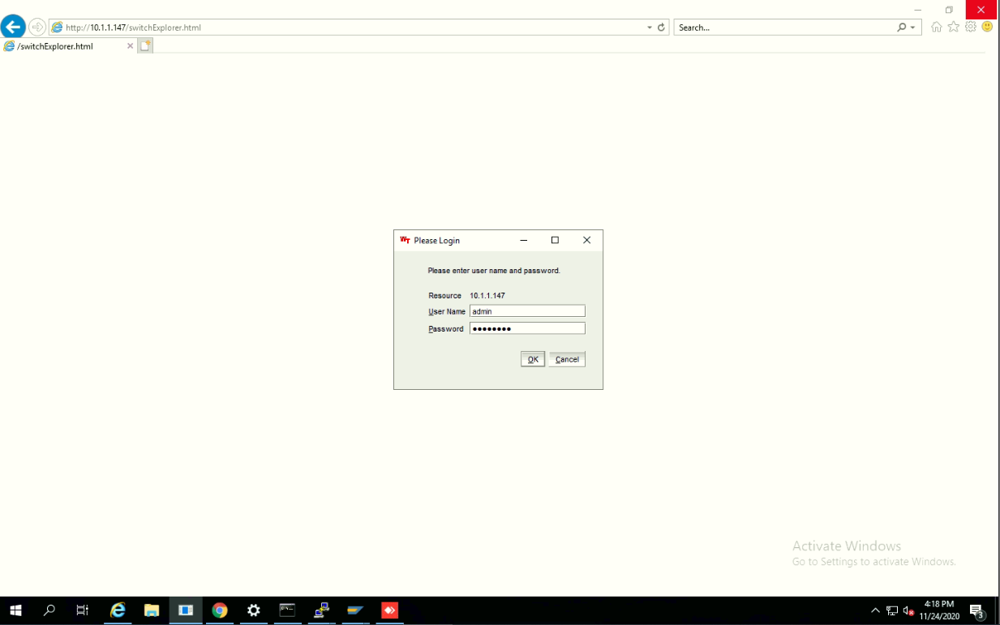 http://10.1.1.147/switchExplorer.html
Search...
/switchExplorer.html
WT Please Login
Please enter user name and password.
Resource 10.1.1.147
User Name admin
Password ●●●●●●●●
OK Cancel
Activate Windows
Go to Settings to activate Windows.
4:18 PM
11/24/2020
3